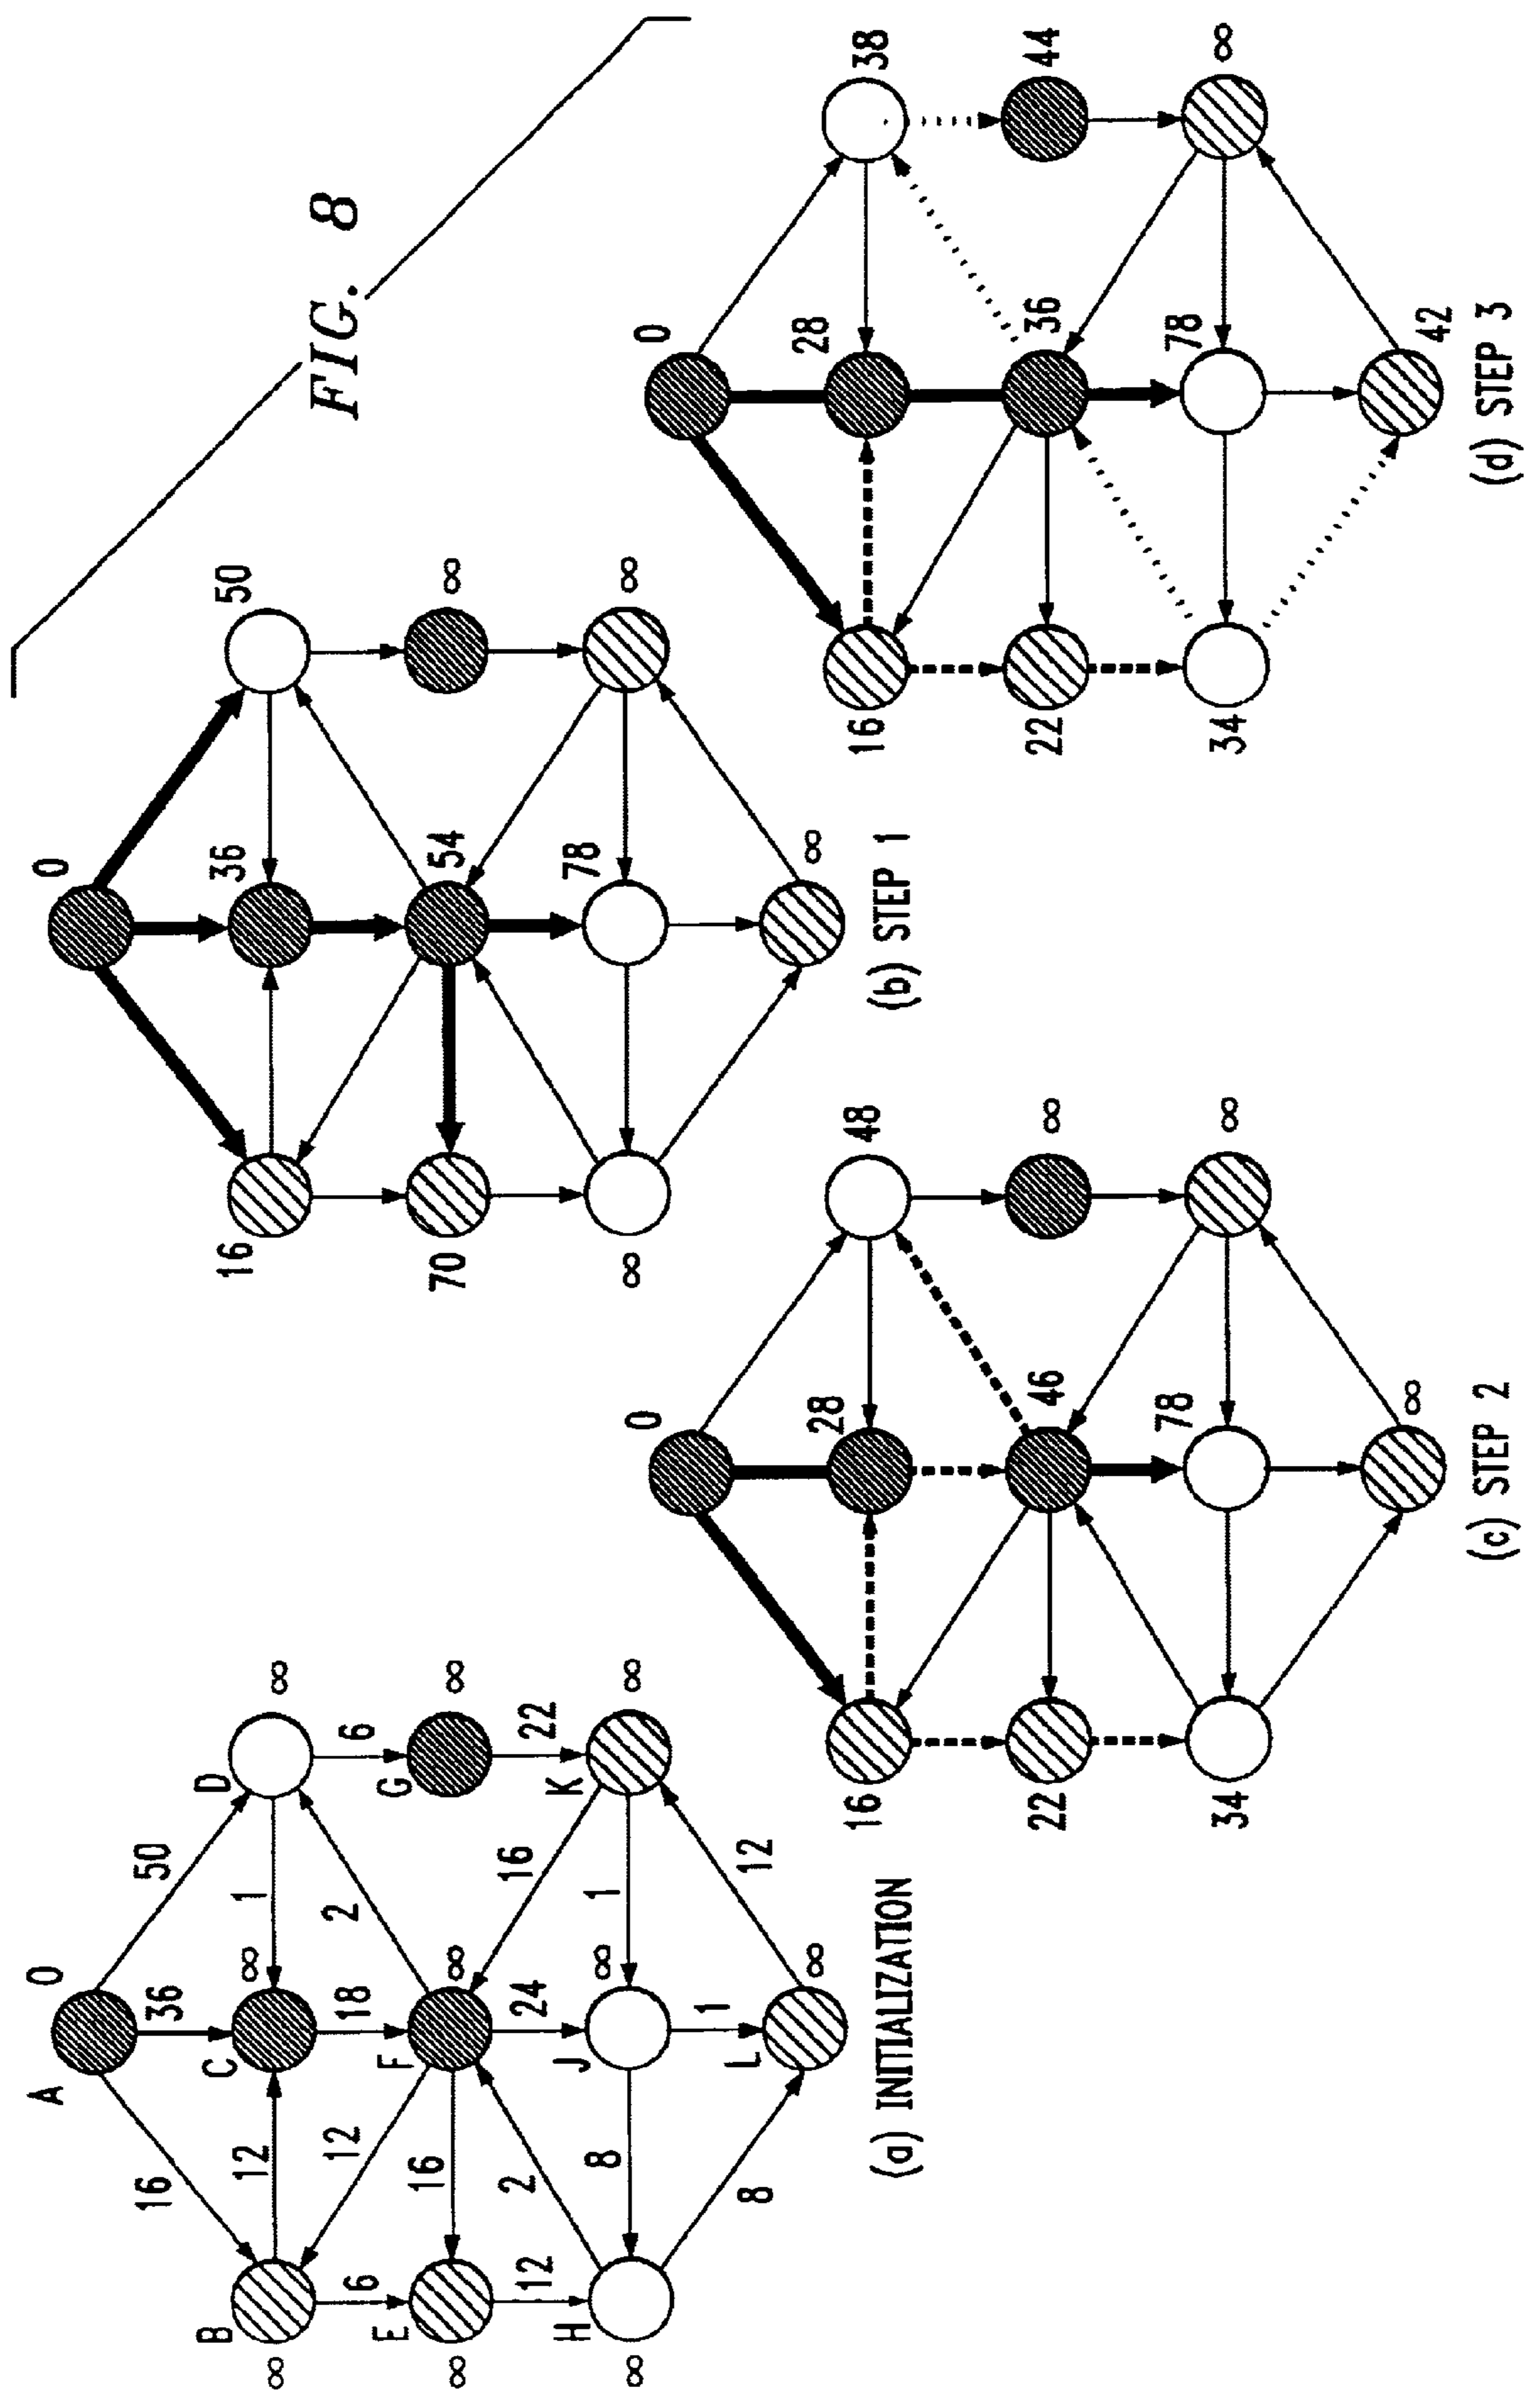 FIG. 8
A 0
16 36 50
B ∞ C ∞ D ∞
12 1
6 12 18 2 6
E ∞ F ∞ G ∞
16
12 2 24 16 22
H ∞ J ∞ K ∞
8 1
8 1 12
L ∞
(a) INITIALIZATION
0
16 36 50
70 54 ∞
∞ 78 ∞
∞
(b) STEP 1
0
16 28 48
22 46 ∞
34 78 ∞
∞
(c) STEP 2
0
16 28 38
22 36 44
34 78 ∞
42
(d) STEP 3